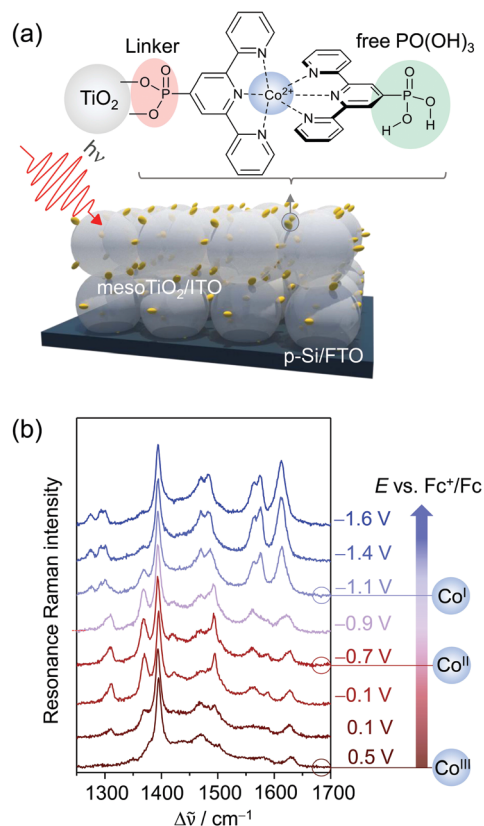 (a)
Linker
free PO(OH)₃
TiO₂
O
O
O
P
N
N
N
Co²⁺
N
N
N
O
P
O
O
H
H
hν
mesoTiO₂/ITO
p-Si/FTO
(b)
E vs. Fc⁺/Fc
Resonance Raman intensity
−1.6 V
−1.4 V
−1.1 V
Coᴵ
−0.9 V
−0.7 V
Coᴵᴵ
−0.1 V
0.1 V
0.5 V
Coᴵᴵᴵ
1300 1400 1500 1600 1700
Δν̃ / cm⁻¹